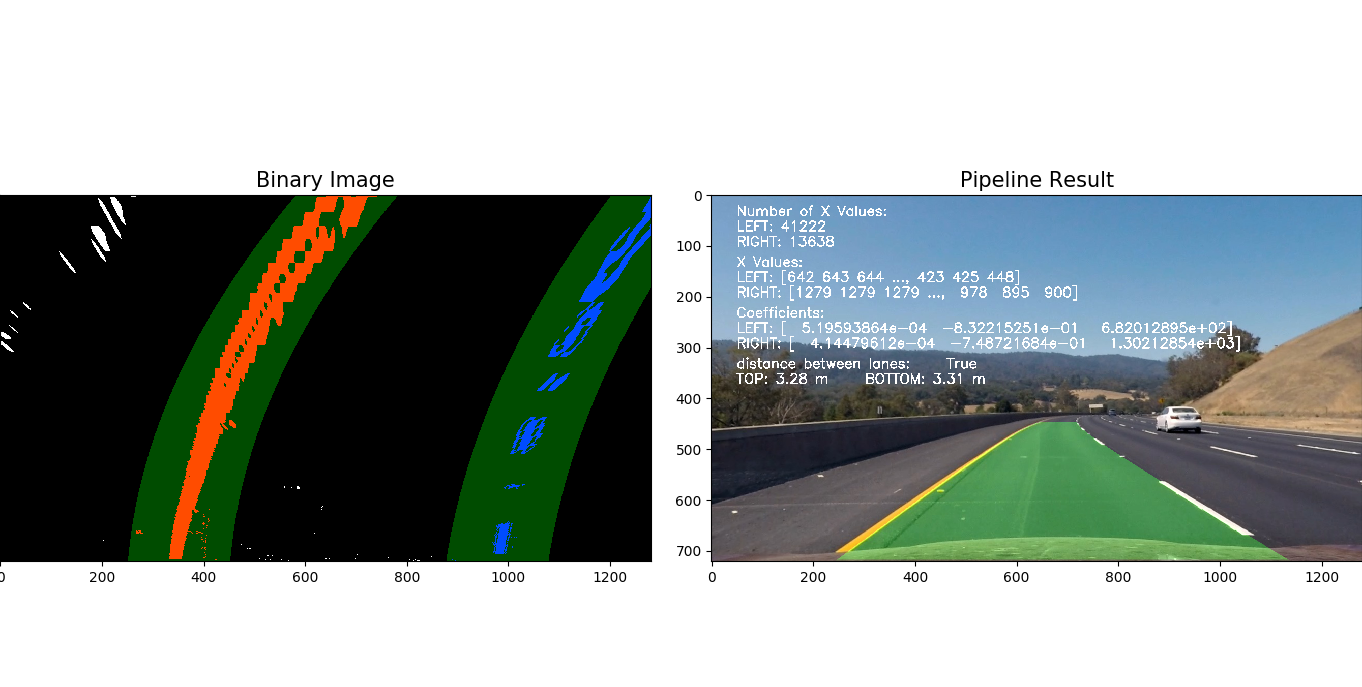 Binary Image
0 200 400 600 800 1000 1200
Pipeline Result
0
100
200
300
400
500
600
700
0 200 400 600 800 1000 1200
Number of X Values:
LEFT: 41222
RIGHT: 13638
X Values:
LEFT: [642 643 644 ..., 423 425 448]
RIGHT: [1279 1279 1279 ..., 978 895 900]
Coefficients:
LEFT: [ 5.19593864e-04 -8.32215251e-01 6.82012895e+02]
RIGHT: [ 4.14479612e-04 -7.48721684e-01 1.30212854e+03]
distance between lanes: True
TOP: 3.28 m BOTTOM: 3.31 m